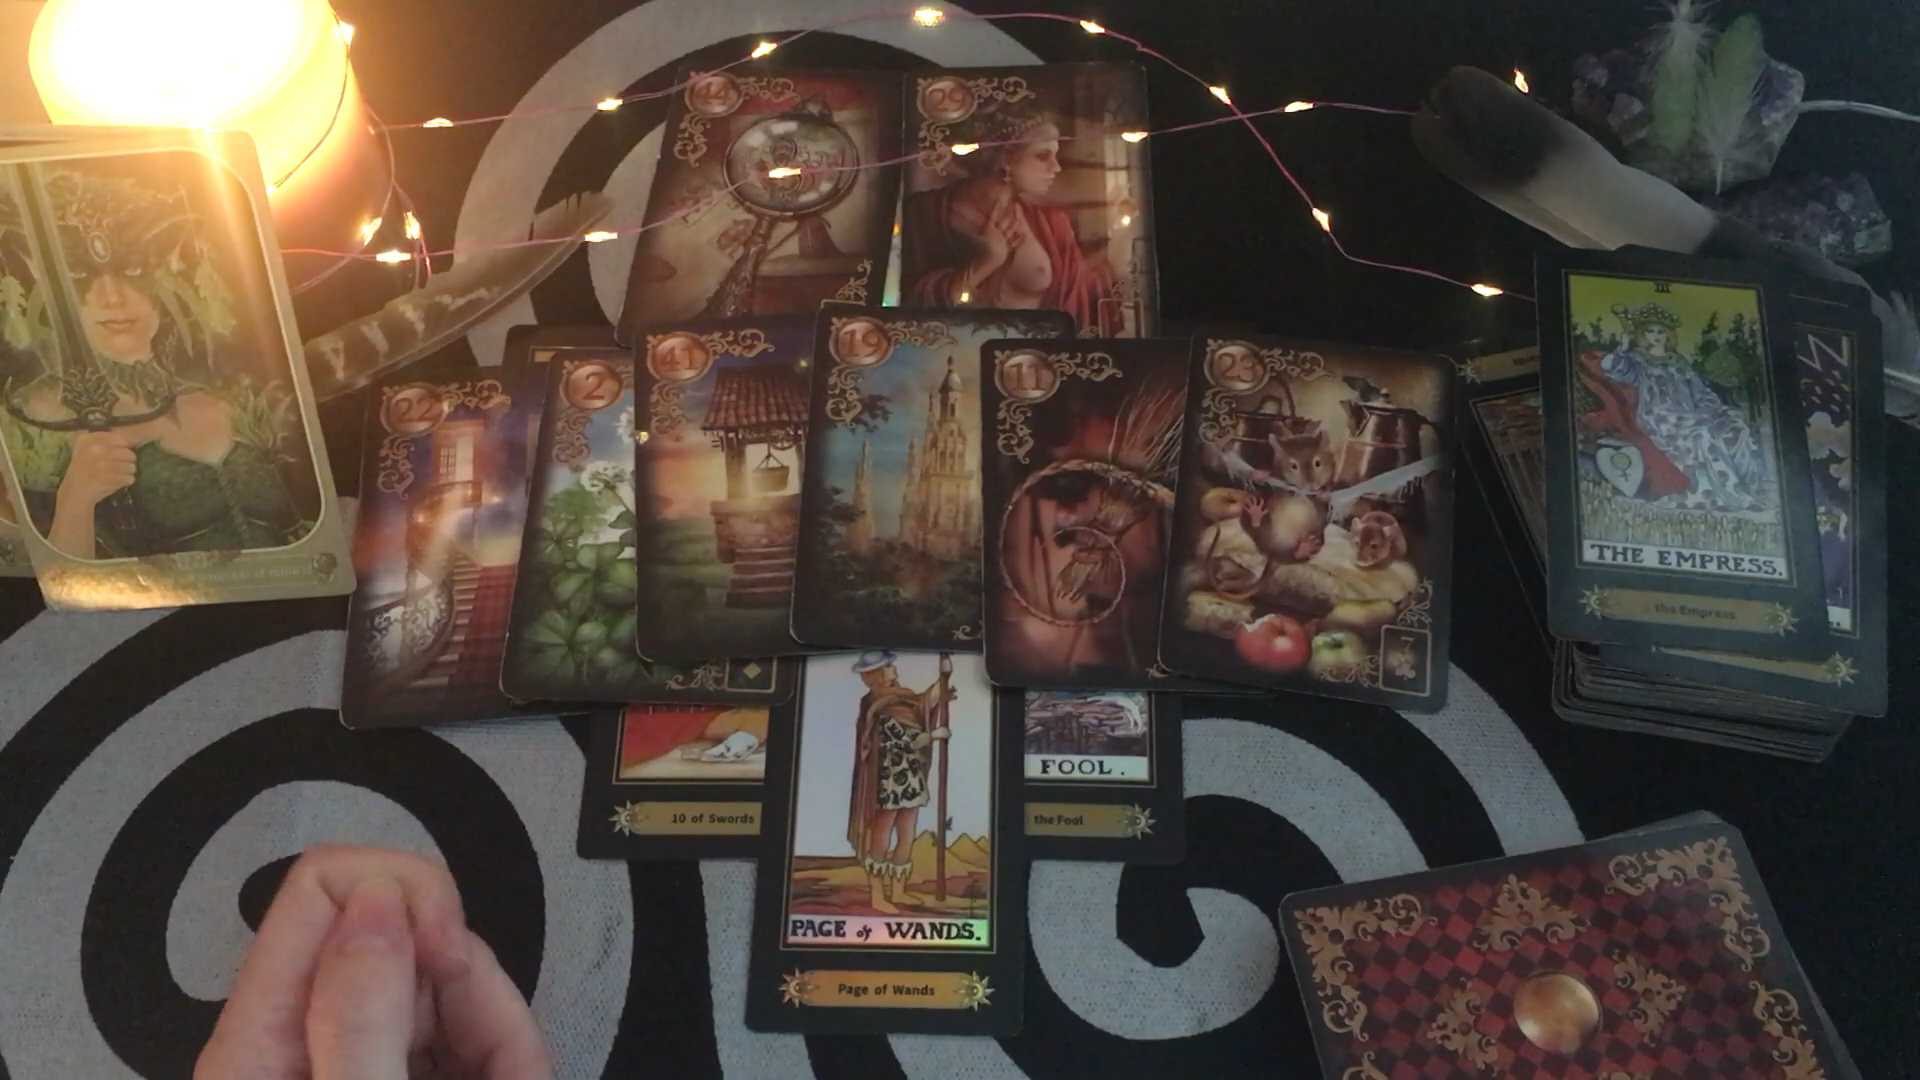 44
29
22
2
41
19
11
23
7
III
THE EMPRESS.
the Empress
10 of Swords
FOOL.
the Fool
PAGE of WANDS.
Page of Wands